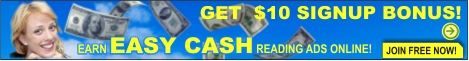 GET $10 SIGNUP BONUS!
EARN EASY CASH READING ADS ONLINE!
JOIN FREE NOW!